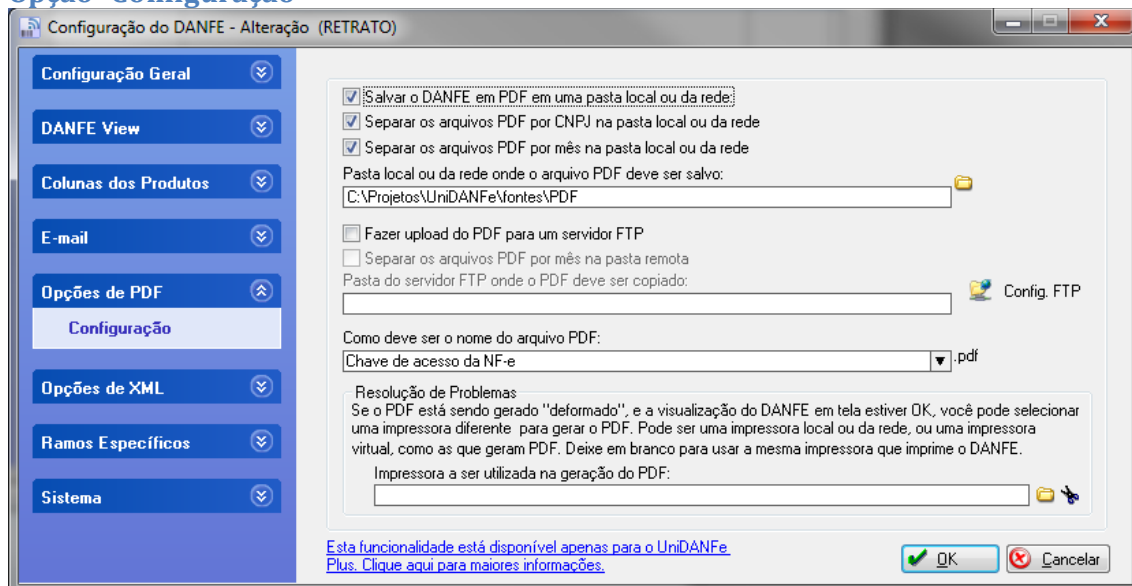 Opção Configuração
Configuração do DANFE - Alteração (RETRATO)
Configuração Geral
DANFE View
Colunas dos Produtos
E-mail
Opções de PDF
Configuração
Opções de XML
Ramos Específicos
Sistema
Salvar o DANFE em PDF em uma pasta local ou da rede:
Separar os arquivos PDF por CNPJ na pasta local ou da rede
Separar os arquivos PDF por mês na pasta local ou da rede
Pasta local ou da rede onde o arquivo PDF deve ser salvo:
C:\Projetos\UniDANFe\fontes\PDF
Fazer upload do PDF para um servidor FTP
Separar os arquivos PDF por mês na pasta remota
Pasta do servidor FTP onde o PDF deve ser copiado:
Config. FTP
Como deve ser o nome do arquivo PDF:
Chave de acesso da NF-e
.pdf
Resolução de Problemas
Se o PDF está sendo gerado "deformado", e a visualização do DANFE em tela estiver OK, você pode selecionar
uma impressora diferente para gerar o PDF. Pode ser uma impressora local ou da rede, ou uma impressora
virtual, como as que geram PDF. Deixe em branco para usar a mesma impressora que imprime o DANFE.
Impressora a ser utilizada na geração do PDF:
Esta funcionalidade está disponível apenas para o UniDANFe
Plus. Clique aqui para maiores informações.
OK
Cancelar